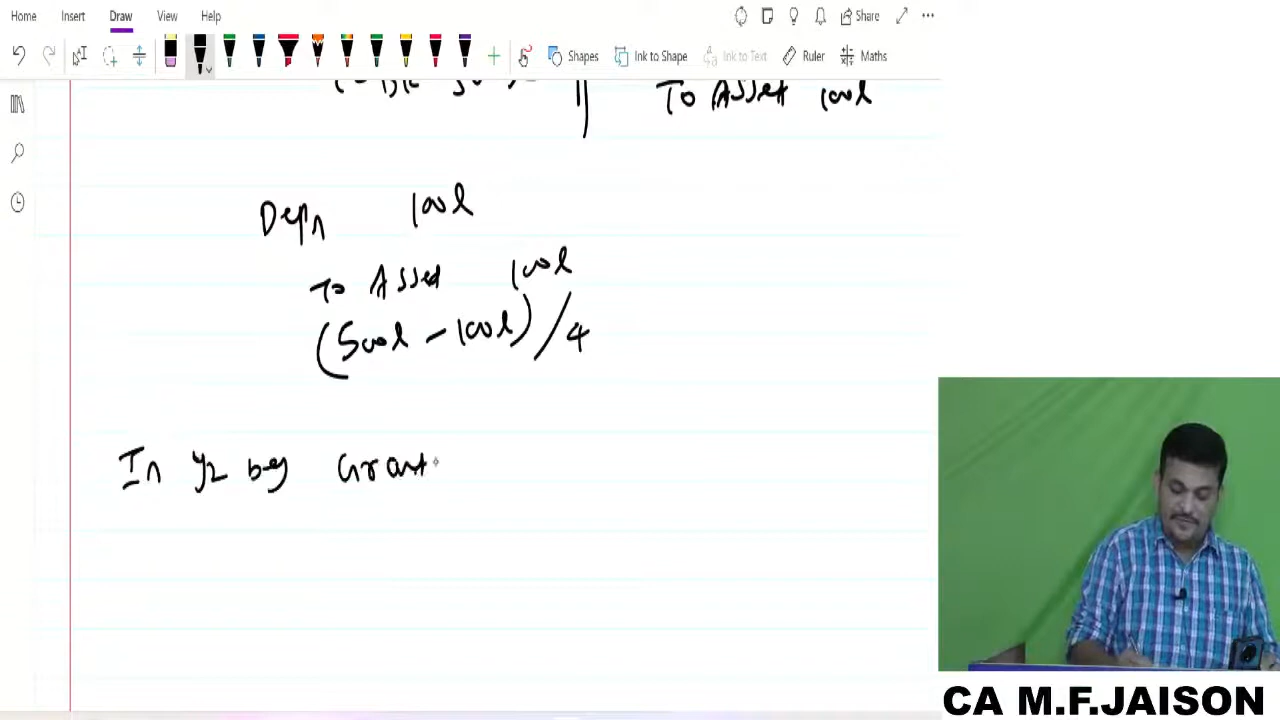 Home Insert Draw View Help
Share
Shapes Ink to Shape Ink to Text Ruler Maths
To Asset 100l
Depn 100l
To Asset 100l
(500l - 100l) / 4
In y2 beg Grant
CA M.F.JAISON